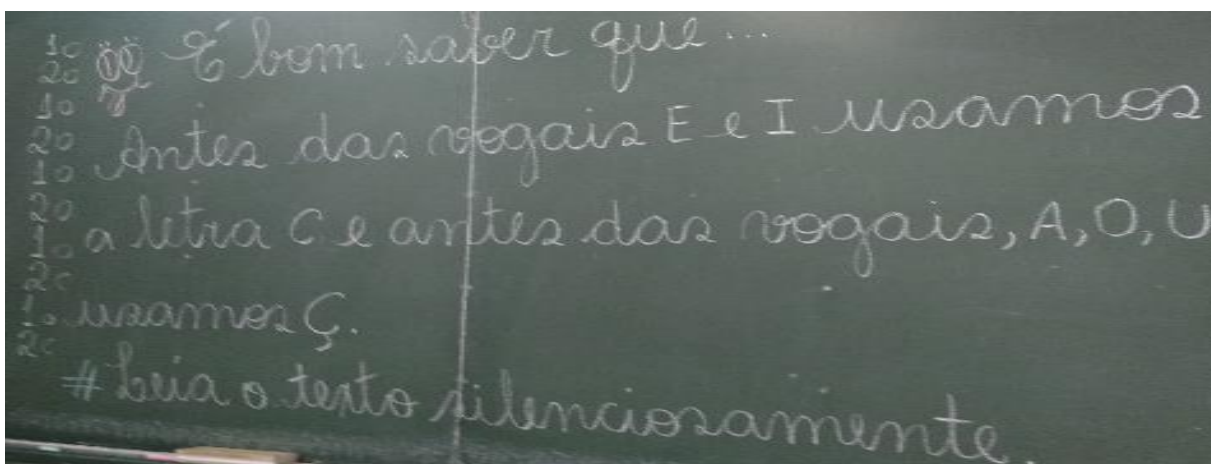 É bom saber que...
Antes das vogais E e I usamos
a letra C e antes das vogais, A, O, U
usamos Ç.
# Leia o texto silenciosamente.